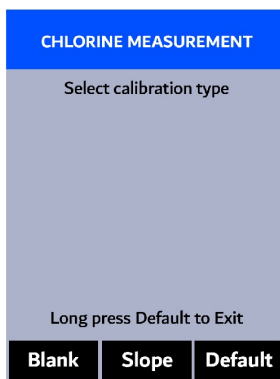 CHLORINE MEASUREMENT
Select calibration type
Long press Default to Exit
Blank Slope Default